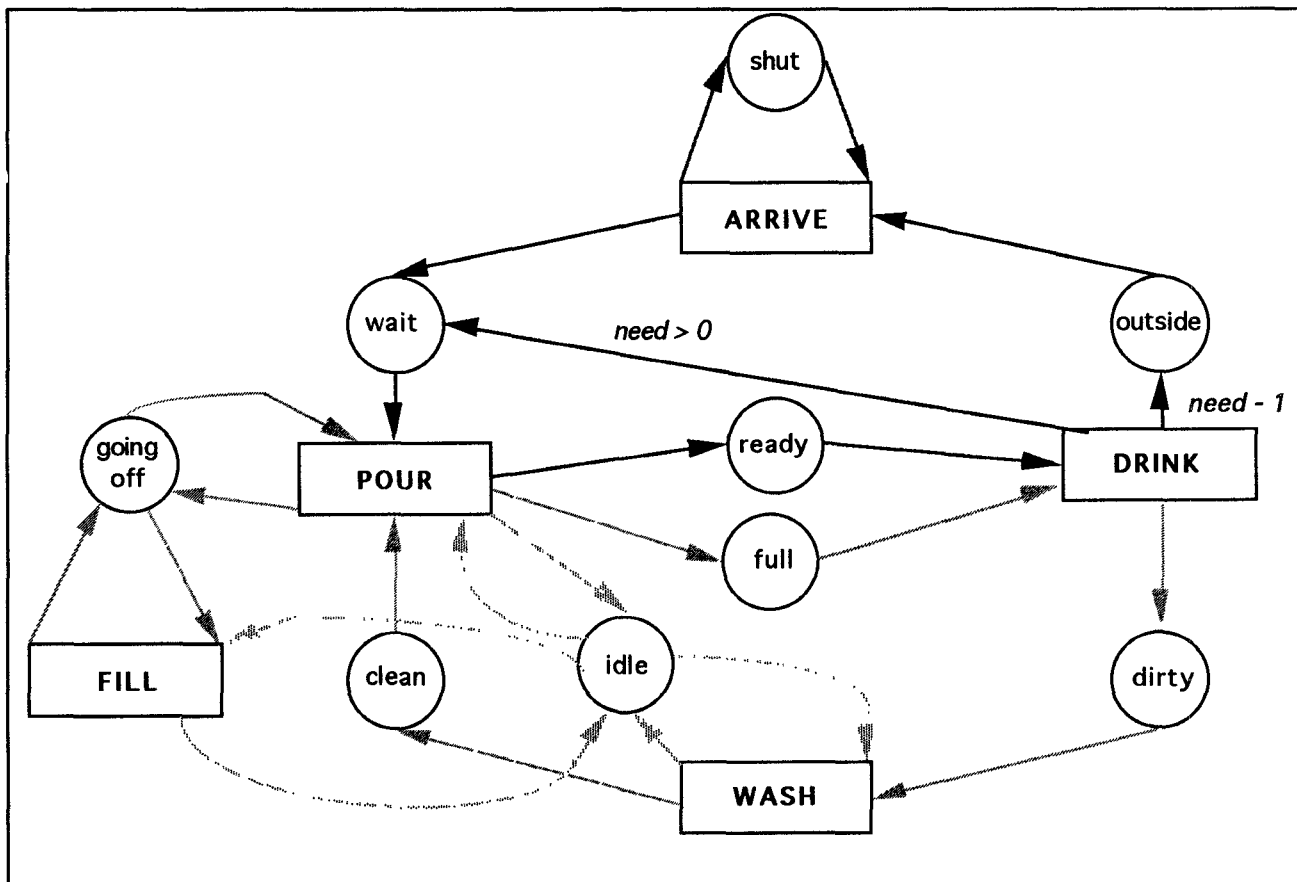 shut
ARRIVE
wait
need > 0
outside
need - 1
going
off
POUR
ready
DRINK
full
FILL
clean
idle
dirty
WASH